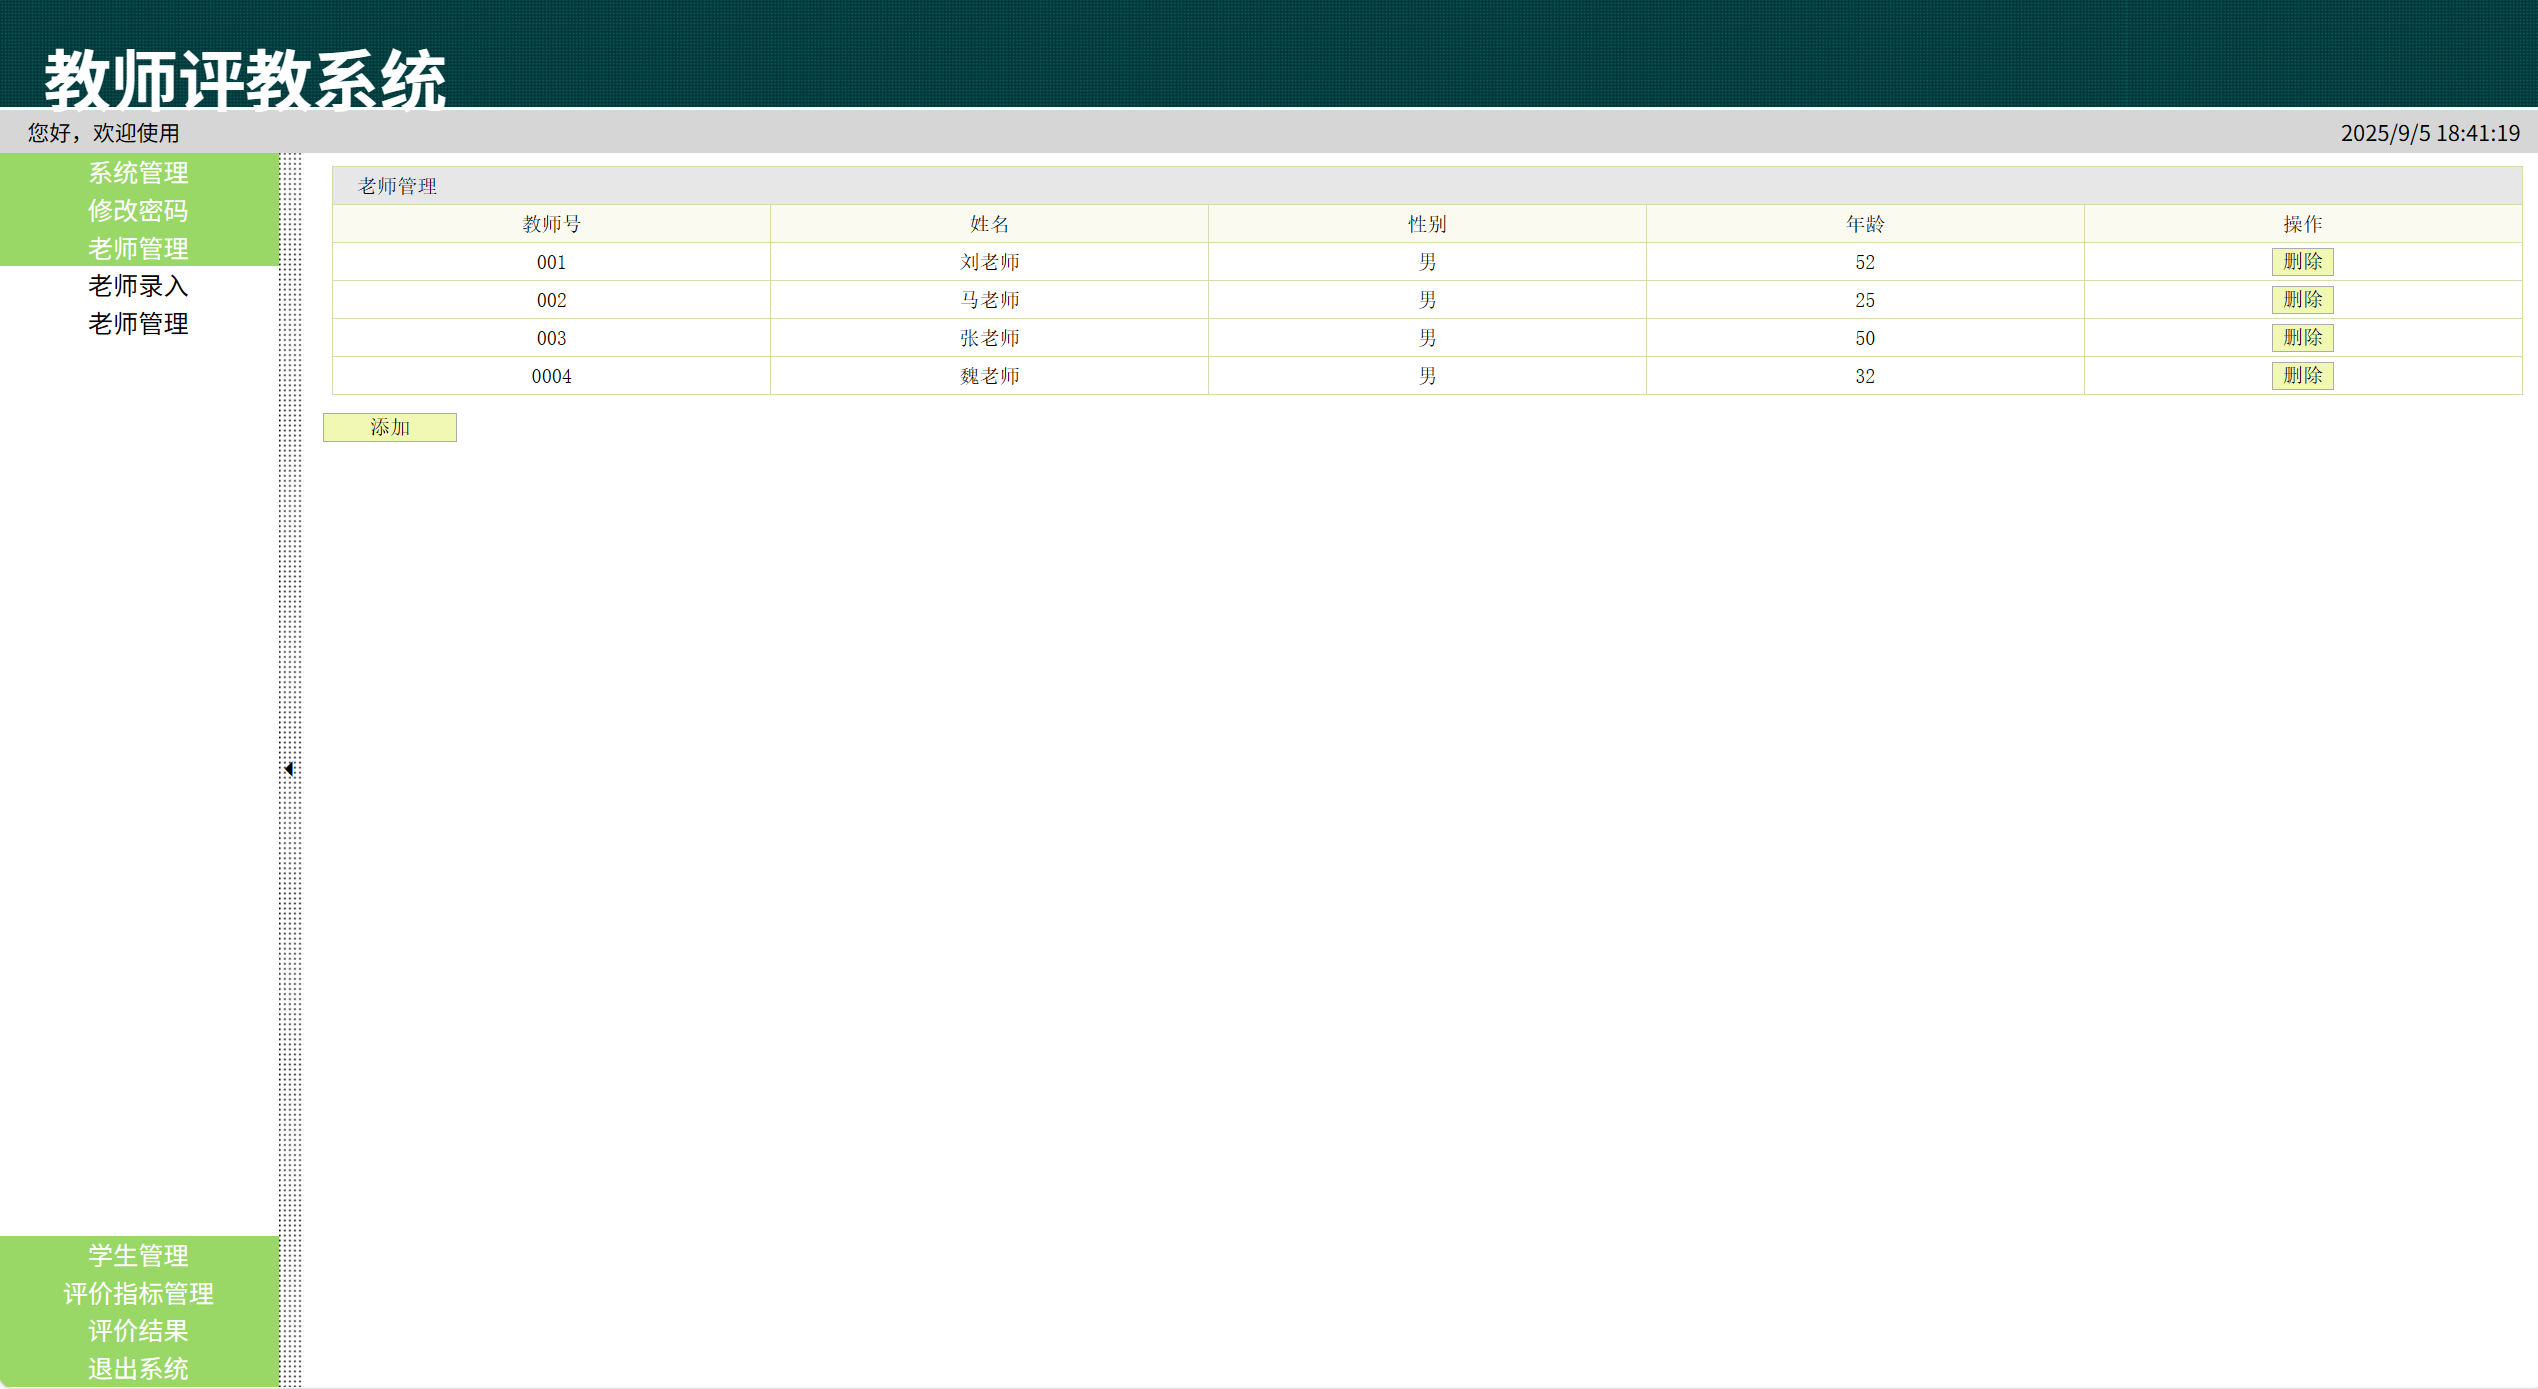 教师评教系统
您好，欢迎使用 2025/9/5 18:41:19
系统管理
修改密码
老师管理
老师录入
老师管理
学生管理
评价指标管理
评价结果
退出系统
老师管理
教师号 姓名 性别 年龄 操作
001 刘老师 男 52 删除
002 马老师 男 25 删除
003 张老师 男 50 删除
0004 魏老师 男 32 删除
添加